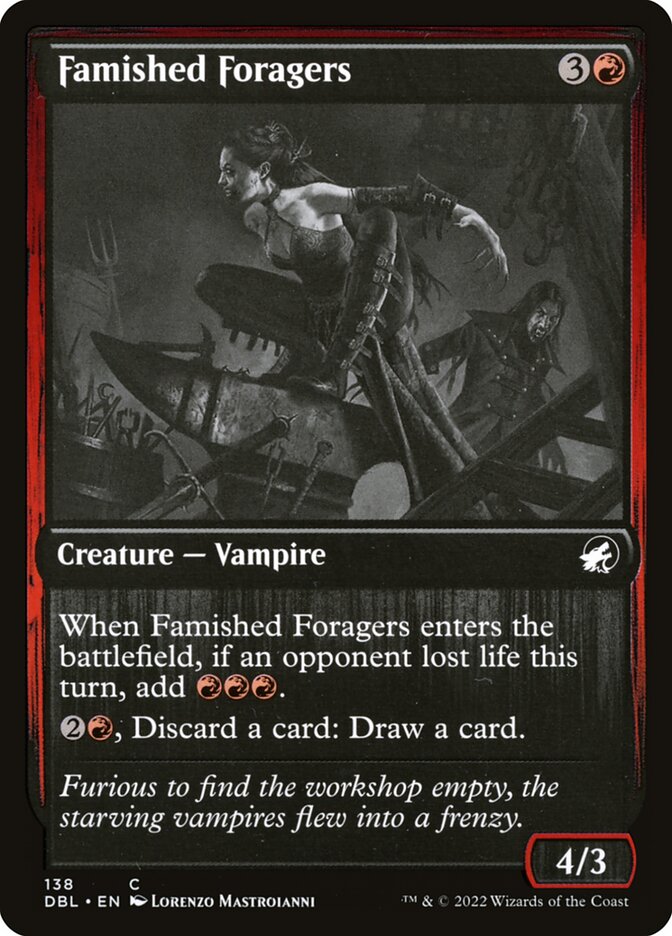 Famished Foragers 3
Creature — Vampire
When Famished Foragers enters the
battlefield, if an opponent lost life this
turn, add .
2, Discard a card: Draw a card.
Furious to find the workshop empty, the
starving vampires flew into a frenzy.
4/3
138 C
DBL • EN Lorenzo Mastroianni ™ & © 2022 Wizards of the Coast